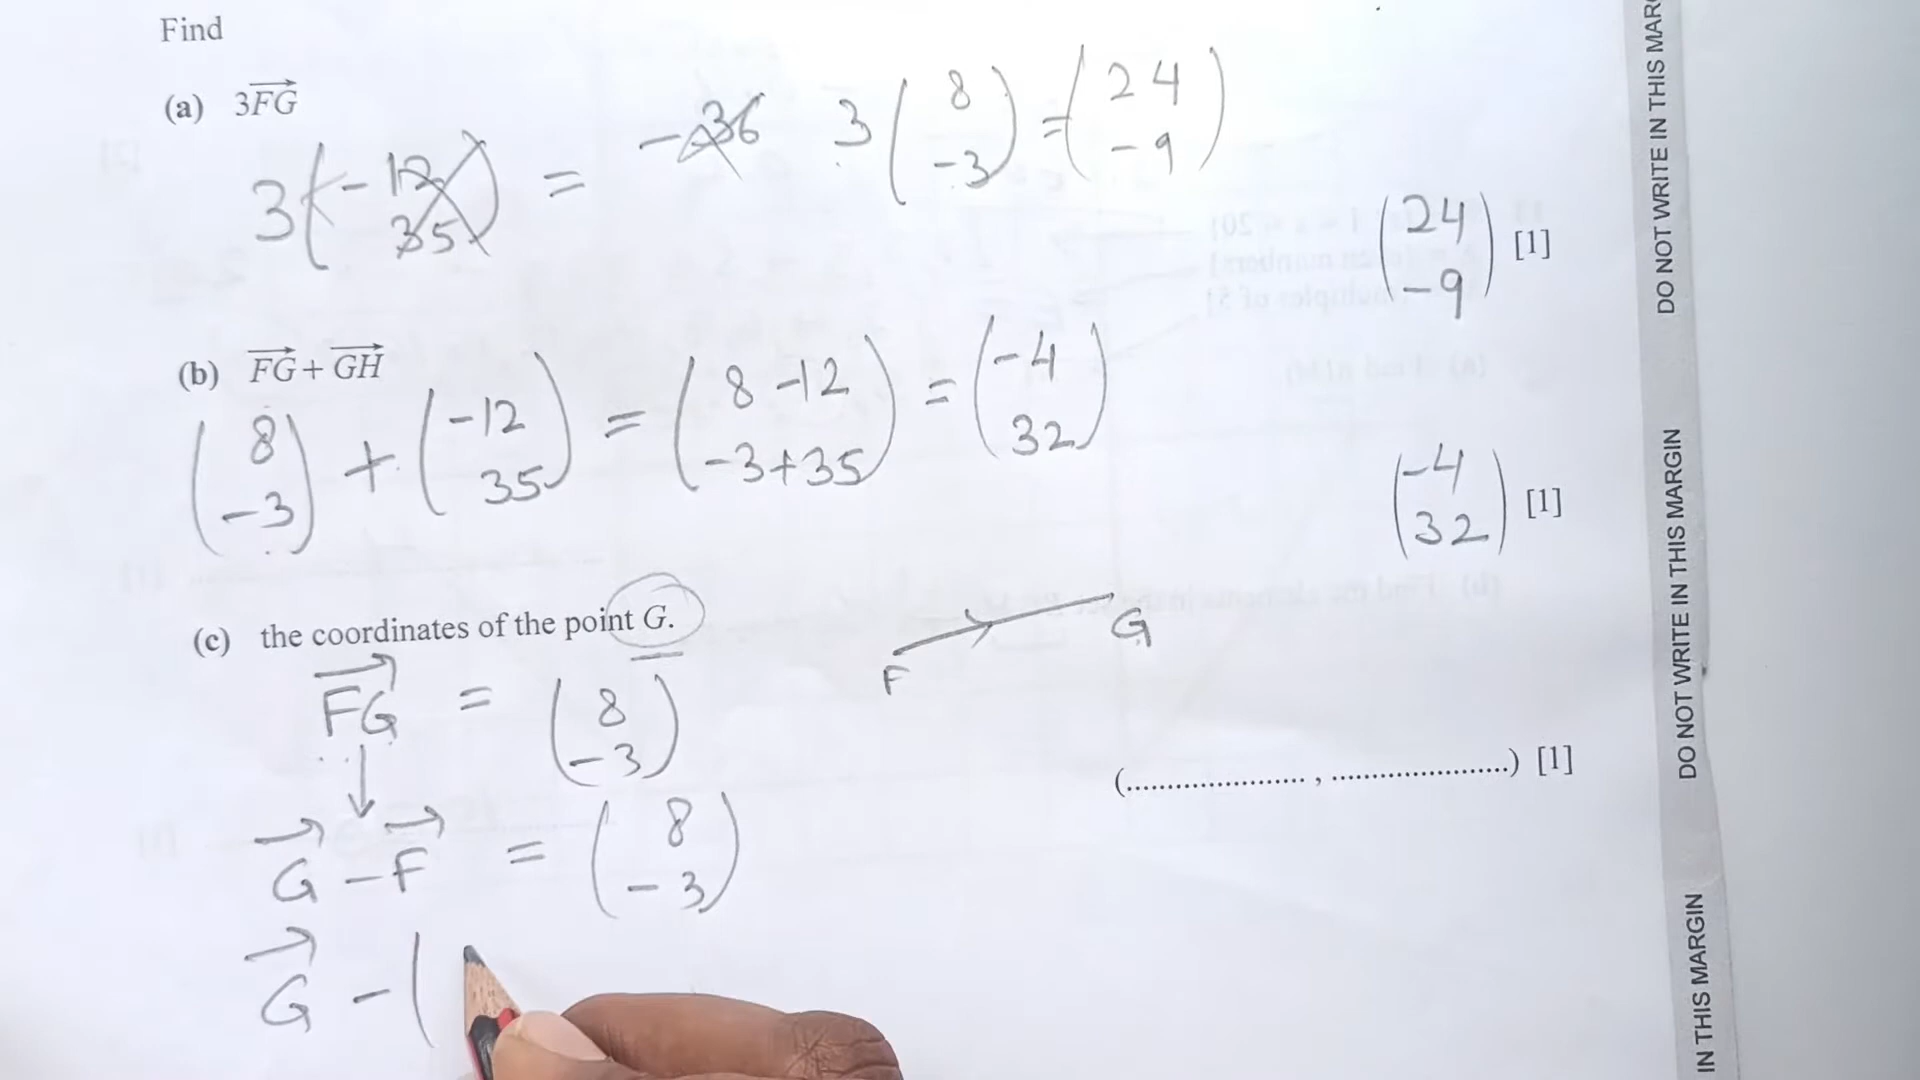 Find
(a) 3FG
3(-12 35) = -36 3(8 -3) = (24 -9)
(24 -9) [1]
(b) FG + GH
(8 -3) + (-12 35) = (8 -12 -3+35) = (-4 32)
(-4 32) [1]
(c) the coordinates of the point G.
F G
FG = (8 -3)
(...................... , .......................) [1]
G - F = (8 -3)
G - (
DO NOT WRITE IN THIS MAR
DO NOT WRITE IN THIS MARGIN
IN THIS MARGIN